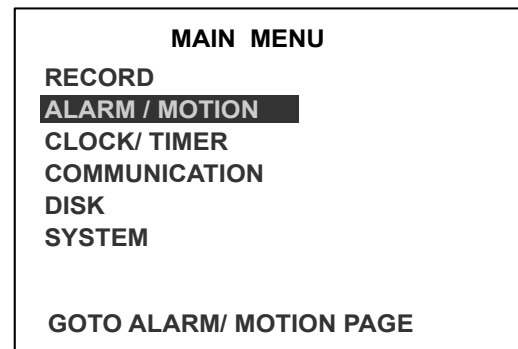 MAIN MENU
RECORD
ALARM / MOTION
CLOCK/ TIMER
COMMUNICATION
DISK
SYSTEM
GOTO ALARM/ MOTION PAGE